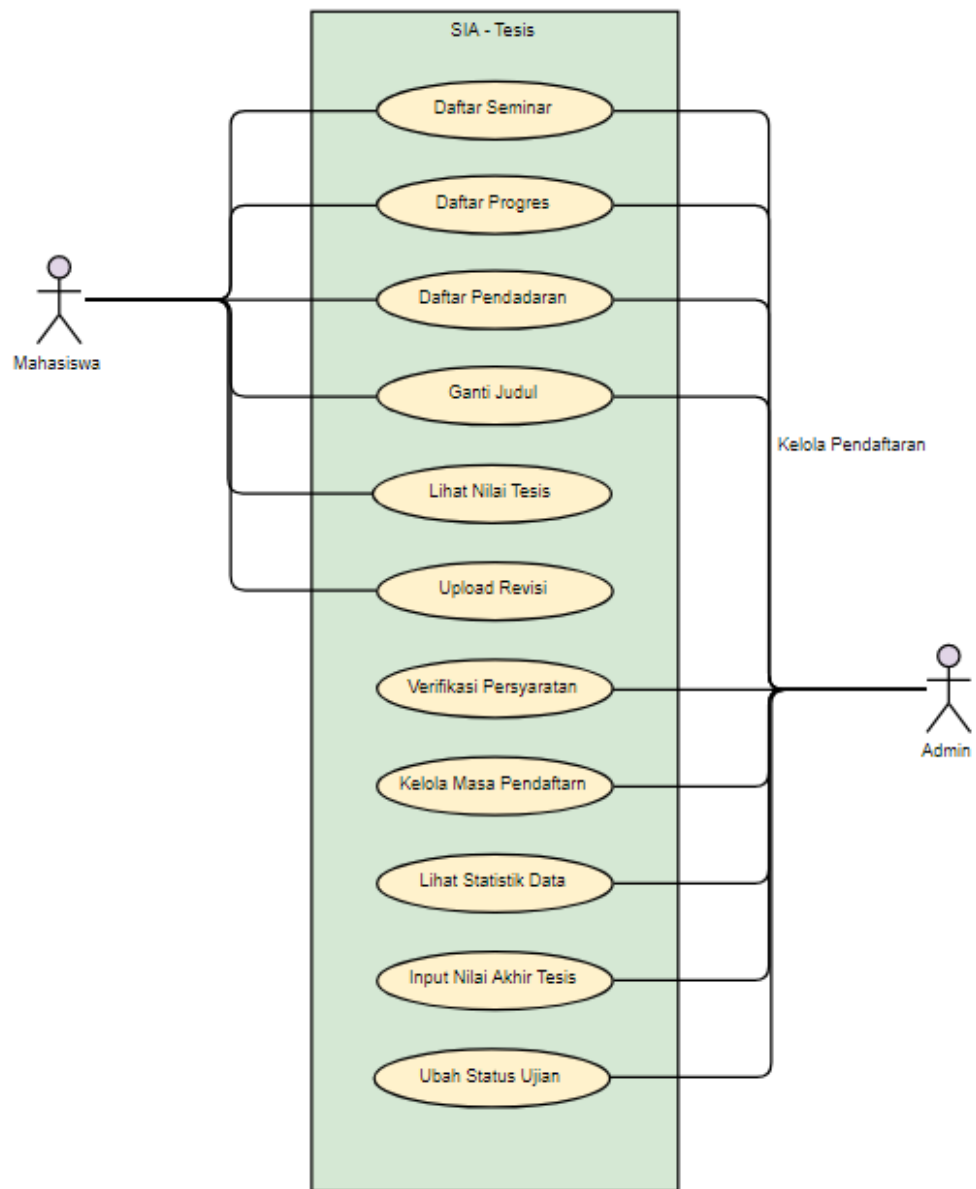 SIA - Tesis
Daftar Seminar
Daftar Progres
Daftar Pendadaran
Mahasiswa
Ganti Judul
Kelola Pendaftaran
Lihat Nilai Tesis
Upload Revisi
Verifikasi Persyaratan
Admin
Kelola Masa Pendaftarn
Lihat Statistik Data
Input Nilai Akhir Tesis
Ubah Status Ujian